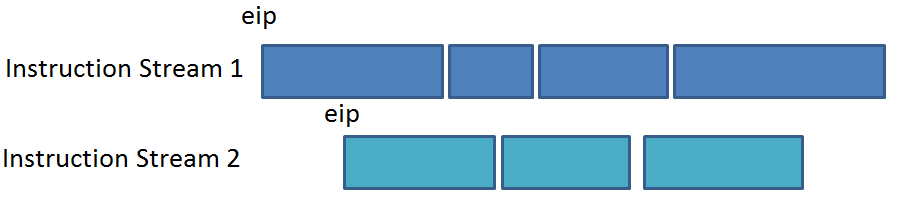 eip
Instruction Stream 1
eip
Instruction Stream 2